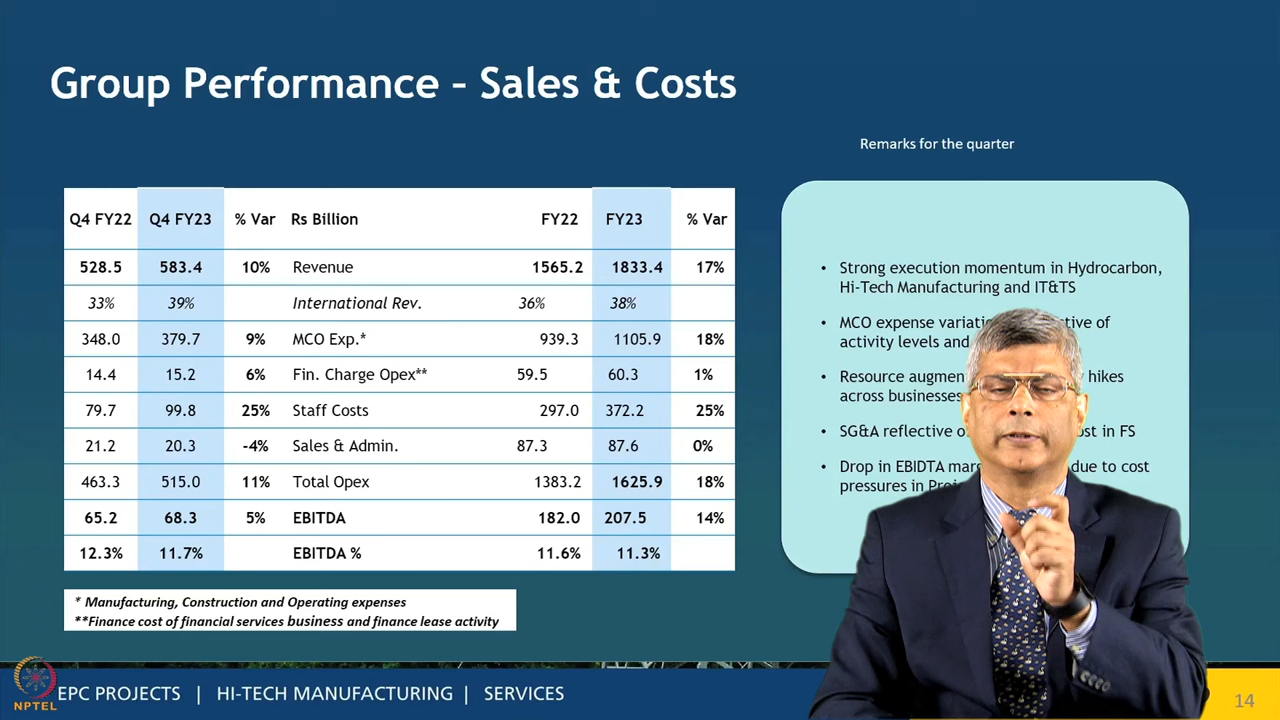 Group Performance – Sales & Costs
Remarks for the quarter
Q4 FY22 Q4 FY23 % Var Rs Billion FY22 FY23 % Var
528.5 583.4 10% Revenue 1565.2 1833.4 17%
33% 39% International Rev. 36% 38%
348.0 379.7 9% MCO Exp.* 939.3 1105.9 18%
14.4 15.2 6% Fin. Charge Opex** 59.5 60.3 1%
79.7 99.8 25% Staff Costs 297.0 372.2 25%
21.2 20.3 -4% Sales & Admin. 87.3 87.6 0%
463.3 515.0 11% Total Opex 1383.2 1625.9 18%
65.2 68.3 5% EBITDA 182.0 207.5 14%
12.3% 11.7% EBITDA % 11.6% 11.3%
* Manufacturing, Construction and Operating expenses
**Finance cost of financial services business and finance lease activity
• Strong execution momentum in Hydrocarbon,
Hi-Tech Manufacturing and IT&TS
• MCO expense of
activity levels and
• Resource hikes
across businesses
• SG&A reflective in FS
• Drop in EBIDTA due to cost
pressures in
NPTEL
EPC PROJECTS | HI-TECH MANUFACTURING | SERVICES
14